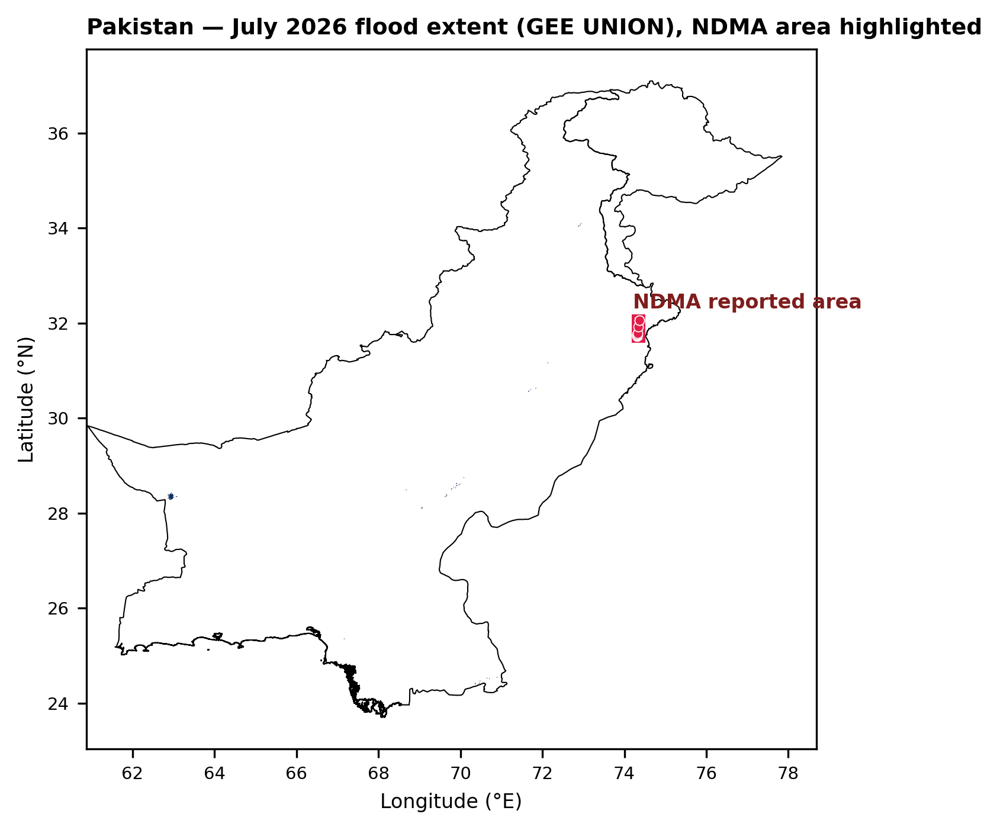 Pakistan — July 2026 flood extent (GEE UNION), NDMA area highlighted
36
34
NDMA reported area
32
30
28
26
24
Latitude (°N)
62 64 66 68 70 72 74 76 78
Longitude (°E)